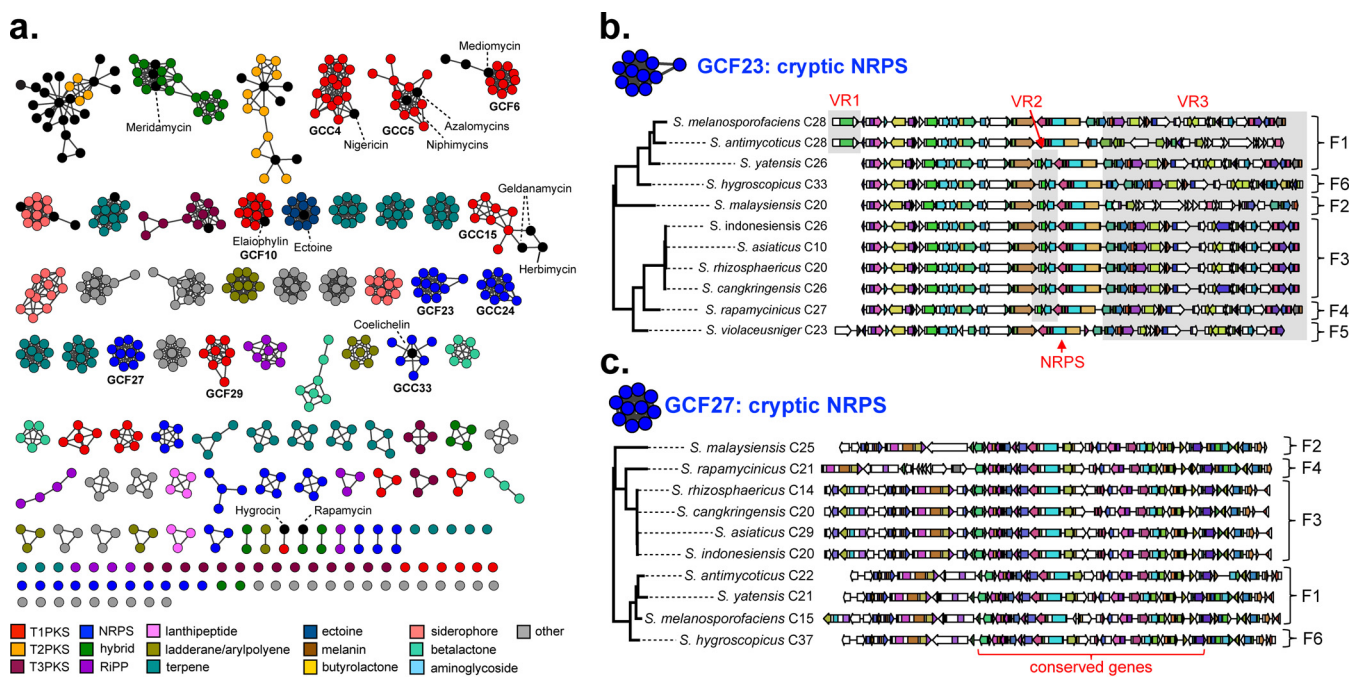 a.
Meridamycin
GCC4
Nigericin
GCC5
Azalomycins
Niphimycins
Mediomycin
GCF6
Elaiophylin
GCF10
Ectoine
GCC15
Geldanamycin
Herbimycin
GCF23
GCC24
GCF27
GCF29
Coelichelin
GCC33
Hygrocin
Rapamycin
T1PKS
T2PKS
T3PKS
NRPS
hybrid
RiPP
lanthipeptide
ladderane/arylpolyene
terpene
ectoine
melanin
butyrolactone
siderophore
betalactone
aminoglycoside
other
b.
GCF23: cryptic NRPS
VR1
VR2
VR3
S. melanosporofaciens C28
S. antimycoticus C28
S. yatensis C26
S. hygroscopicus C33
S. malaysiensis C20
S. indonesiensis C26
S. asiaticus C10
S. rhizosphaericus C20
S. cangkringensis C26
S. rapamycinicus C27
S. violaceusniger C23
F1
F6
F2
F3
F4
F5
NRPS
c.
GCF27: cryptic NRPS
S. malaysiensis C25
S. rapamycinicus C21
S. rhizosphaericus C14
S. cangkringensis C20
S. asiaticus C29
S. indonesiensis C20
S. antimycoticus C22
S. yatensis C21
S. melanosporofaciens C15
S. hygroscopicus C37
F2
F4
F3
F1
F6
conserved genes